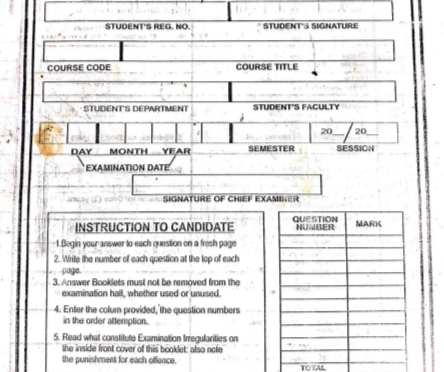 STUDENT'S REG. NO. STUDENT'S SIGNATURE
COURSE CODE COURSE TITLE
STUDENT'S DEPARTMENT STUDENT'S FACULTY
20 / 20
DAY MONTH YEAR SEMESTER SESSION
EXAMINATION DATE
SIGNATURE OF CHIEF EXAMINER
INSTRUCTION TO CANDIDATE
1.Begin your answer to each question on a fresh page
2. Write the number of each question at the top of each
page.
3. Answer Booklets must not be removed from the
examination hall, whether used or unused.
4. Enter the colum provided, the question numbers
in the order attemption.
5. Read what constitute Examination Irregularities on
the inside front cover of this booklet: also note
the punishment for each offence.
QUESTION
NUMBER MARK
TOTAL